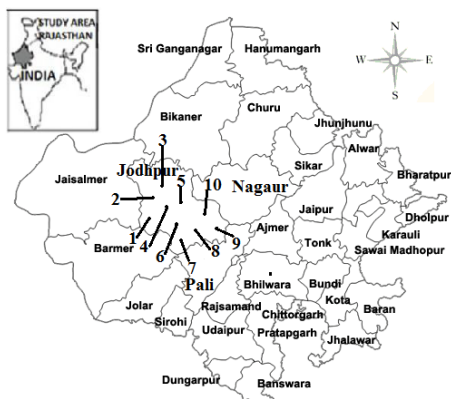 STUDY AREA
RAJASTHAN
INDIA
N
W E
S
Sri Ganganagar
Hanumangarh
Bikaner
Churu
Jhunjhunu
Alwar
Sikar
Bharatpur
3
Jodhpur
5
10
Nagaur
Jaisalmer
2
Jaipur
Dholpur
Karauli
Sawai Madhopur
Ajmer
Tonk
1
4
6
7
8
9
Barmer
Pali
Bhilwara
Bundi
Kota
Baran
Jolar
Sirohi
Rajsamand
Chittorgarh
Udaipur
Pratapgarh
Jhalawar
Dungarpur
Banswara